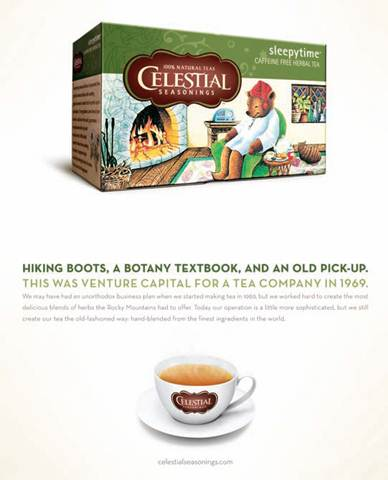 sleepytime®
CAFFEINE FREE HERBAL TEA
100% NATURAL TEAS
CELESTIAL
SEASONINGS
HIKING BOOTS, A BOTANY TEXTBOOK, AND AN OLD PICK-UP.
THIS WAS VENTURE CAPITAL FOR A TEA COMPANY IN 1969.
We may have had an unorthodox business plan when we started making tea in 1969, but we worked hard to create the most
delicious blends of herbs the Rocky Mountains had to offer. Today our operation is a little more sophisticated, but we still
create our tea the old-fashioned way: hand-blended from the finest ingredients in the world.
CELESTIAL
SEASONINGS
celestialseasonings.com